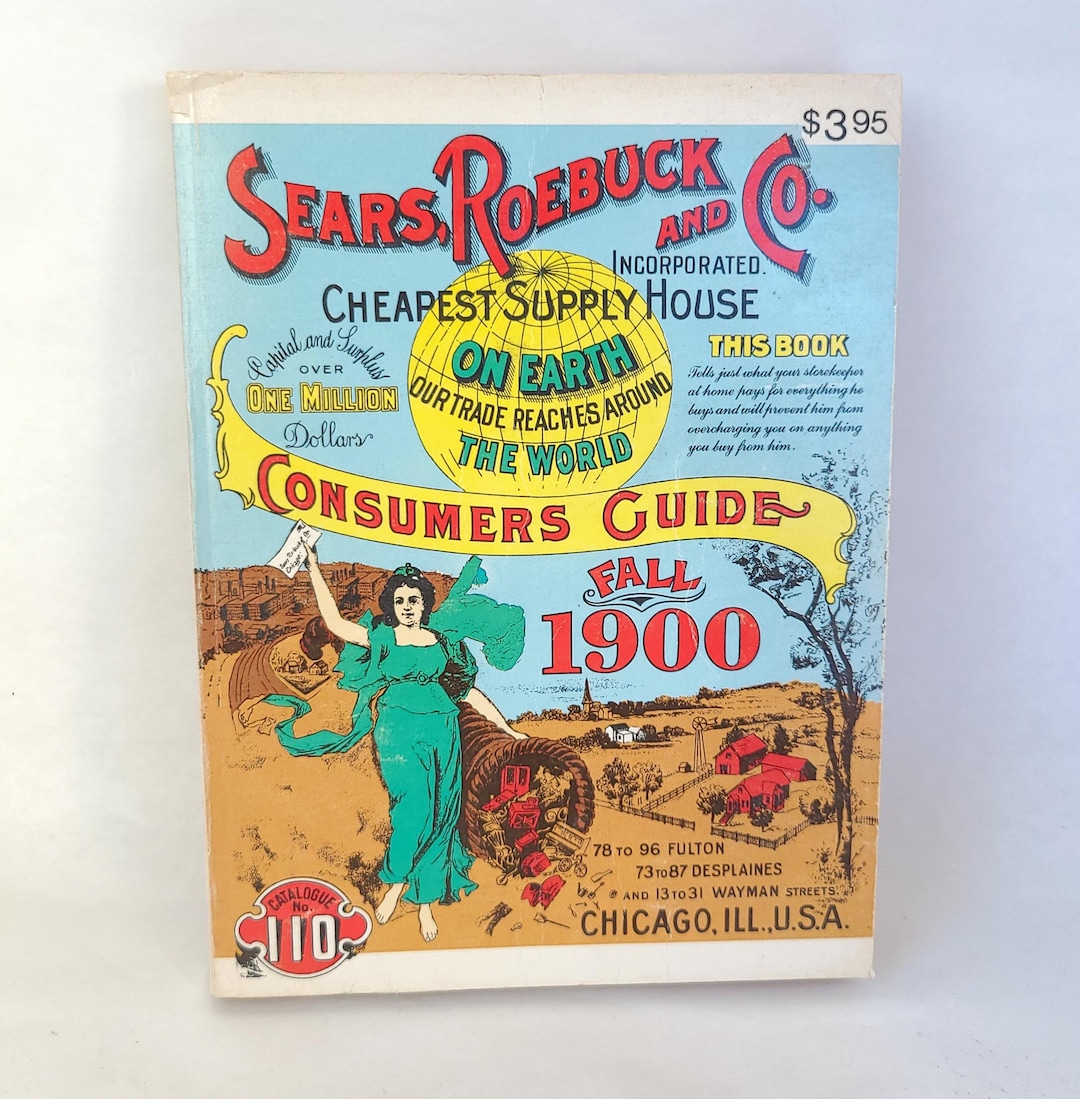 $3.95
SEARS, ROEBUCK AND CO.
INCORPORATED.
CHEAPEST SUPPLY HOUSE
ON EARTH
OUR TRADE REACHES AROUND
THE WORLD
Capital and Surplus
OVER
ONE MILLION
Dollars
THIS BOOK
Tells just what your storekeeper
at home pays for everything he
buys and will prevent him from
overcharging you on anything
you buy from him.
CONSUMERS GUIDE
FALL
1900
78 TO 96 FULTON
73 TO 87 DESPLAINES
AND 13 TO 31 WAYMAN STREETS.
CHICAGO, ILL., U.S.A.
CATALOGUE
No.
110